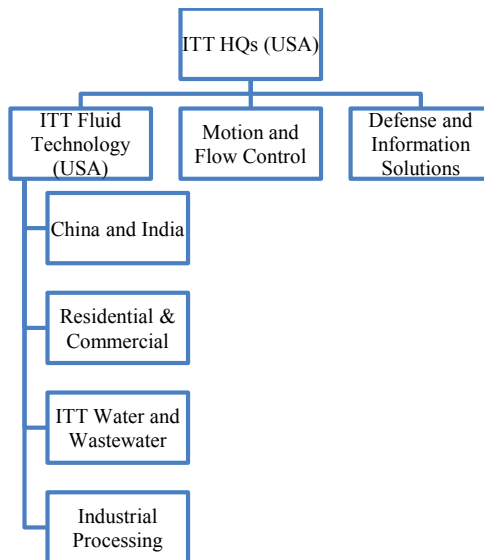 ITT HQs (USA)
ITT Fluid
Technology
(USA)
Motion and
Flow Control
Defense and
Information
Solutions
China and India
Residential &
Commercial
ITT Water and
Wastewater
Industrial
Processing